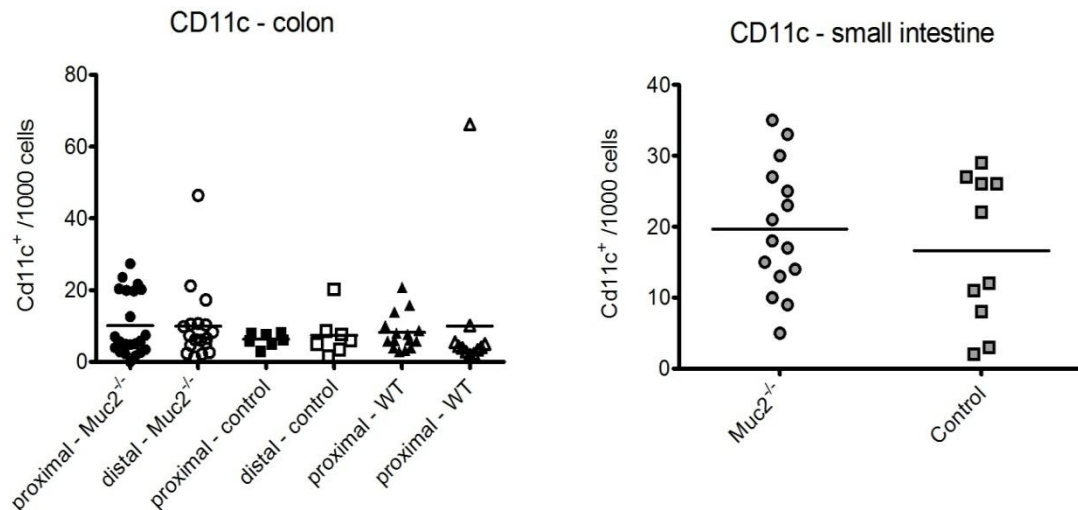 CD11c - colon
80
60
40
20
0
Cd11c⁺ /1000 cells
proximal - Muc2⁻/⁻
distal - Muc2⁻/⁻
proximal - control
distal - control
proximal - WT
proximal - WT
CD11c - small intestine
40
30
20
10
0
Cd11c⁺ /1000 cells
Muc2⁻/⁻
Control